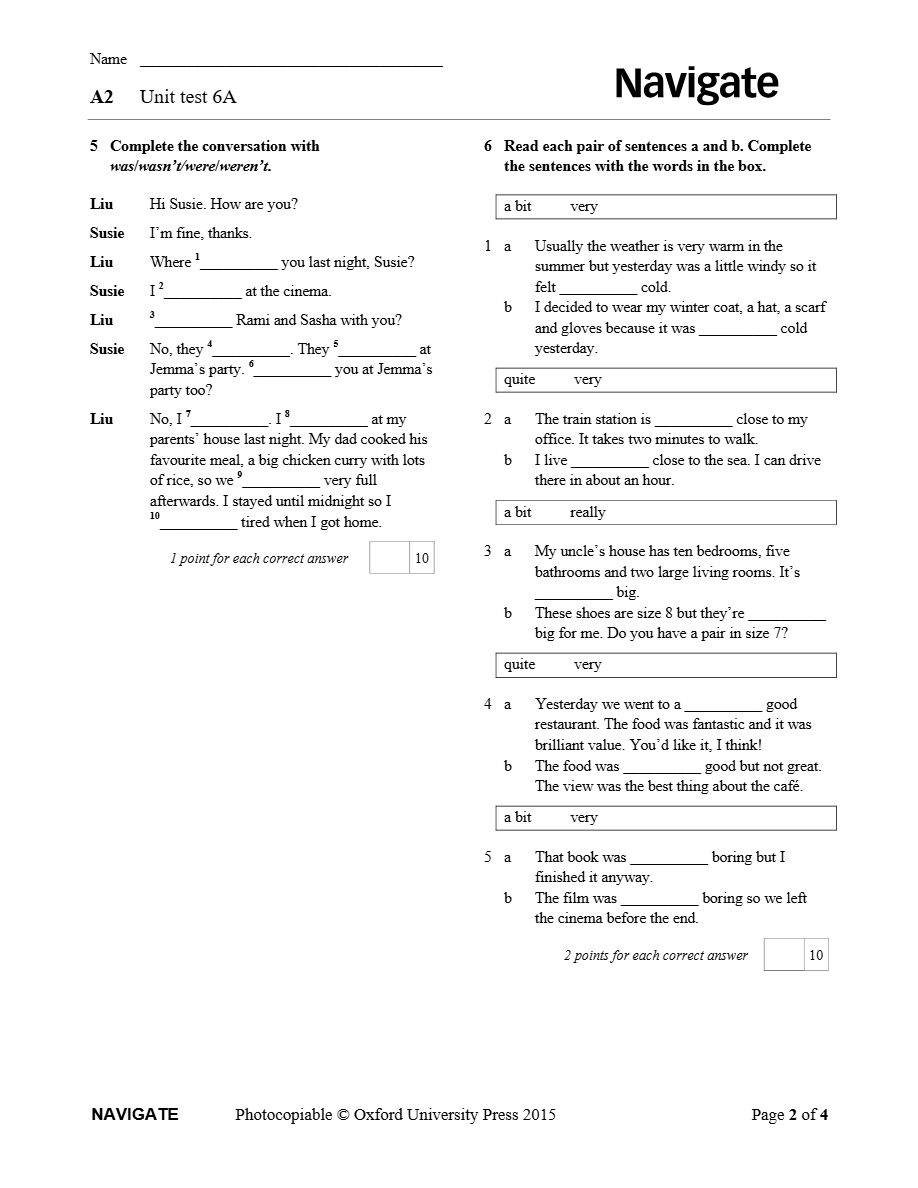 Name ____________________________________
Navigate
A2 Unit test 6A
5 Complete the conversation with
was/wasn’t/were/weren’t.
Liu Hi Susie. How are you?
Susie I’m fine, thanks.
Liu Where 1__________ you last night, Susie?
Susie I 2__________ at the cinema.
Liu 3__________ Rami and Sasha with you?
Susie No, they 4__________. They 5__________ at
Jemma’s party. 6__________ you at Jemma’s
party too?
Liu No, I 7__________. I 8__________ at my
parents’ house last night. My dad cooked his
favourite meal, a big chicken curry with lots
of rice, so we 9__________ very full
afterwards. I stayed until midnight so I
10__________ tired when I got home.
1 point for each correct answer 10
6 Read each pair of sentences a and b. Complete
the sentences with the words in the box.
a bit very
1 a Usually the weather is very warm in the
summer but yesterday was a little windy so it
felt __________ cold.
b I decided to wear my winter coat, a hat, a scarf
and gloves because it was __________ cold
yesterday.
quite very
2 a The train station is __________ close to my
office. It takes two minutes to walk.
b I live __________ close to the sea. I can drive
there in about an hour.
a bit really
3 a My uncle’s house has ten bedrooms, five
bathrooms and two large living rooms. It’s
__________ big.
b These shoes are size 8 but they’re __________
big for me. Do you have a pair in size 7?
quite very
4 a Yesterday we went to a __________ good
restaurant. The food was fantastic and it was
brilliant value. You’d like it, I think!
b The food was __________ good but not great.
The view was the best thing about the café.
a bit very
5 a That book was __________ boring but I
finished it anyway.
b The film was __________ boring so we left
the cinema before the end.
2 points for each correct answer 10
NAVIGATE Photocopiable © Oxford University Press 2015 Page 2 of 4